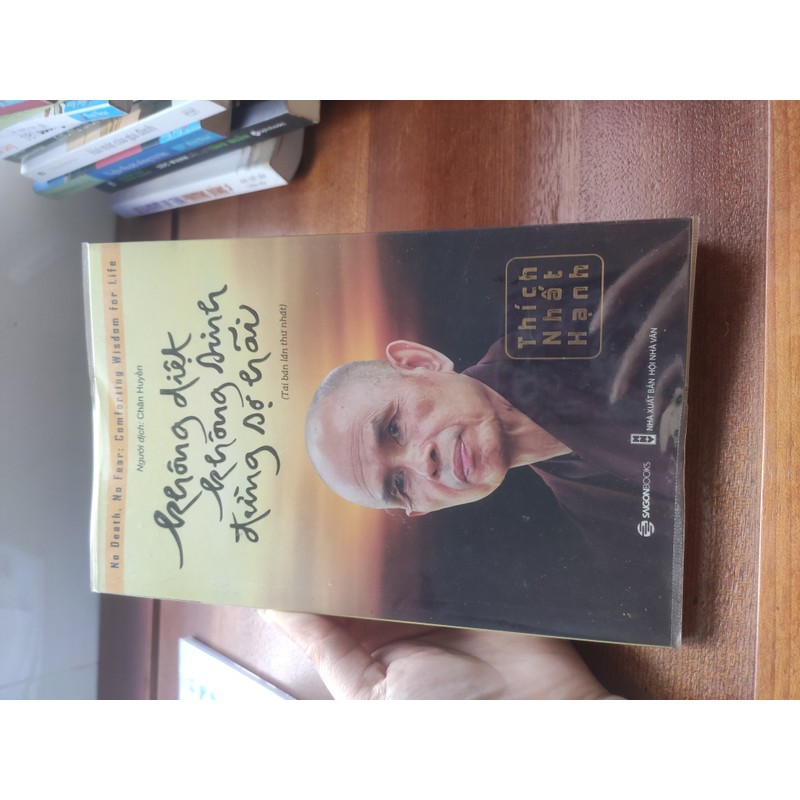 No Death, No Fear: Comforting Wisdom for Life
Người dịch: Chân Huyền
không diệt
không sinh
đừng sợ hãi
(Tái bản lần thứ nhất)
Thích
Nhất
Hạnh
SAIGONBOOKS
NHÀ XUẤT BẢN HỘI NHÀ VĂN